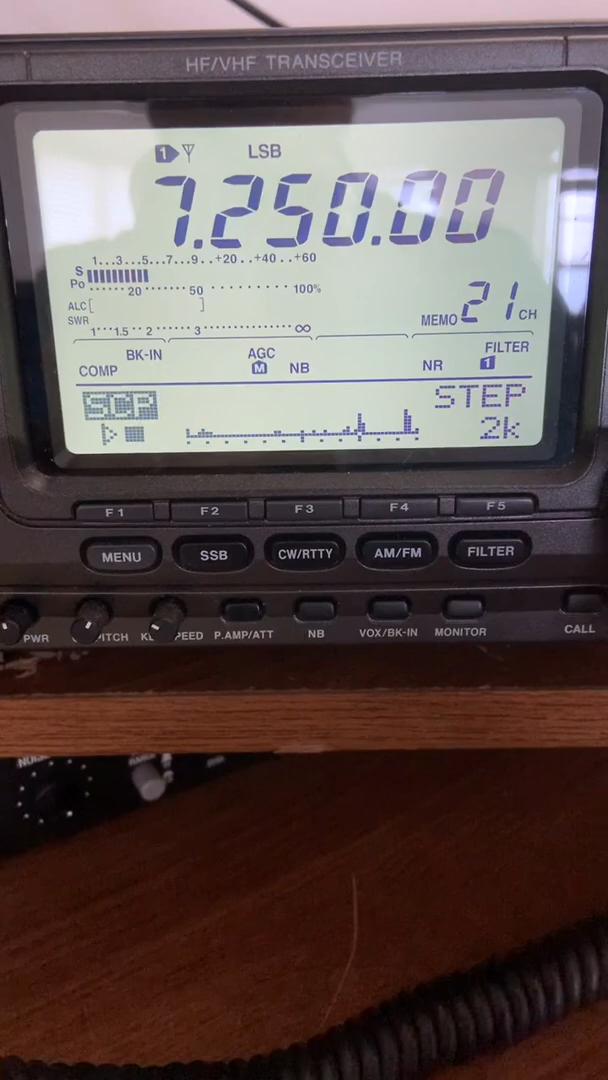 HF/VHF TRANSCEIVER
1 LSB
7.250.00
1...3...5...7...9..+20..+40..+60
S
Po 20 50 100%
ALC
SWR 1 1.5 2 3 ∞
MEMO 21 CH
BK-IN AGC FILTER
COMP M NB NR 1
SCP STEP
2k
F1 F2 F3 F4 F5
MENU SSB CW/RTTY AM/FM FILTER
PWR P.AMP/ATT NB VOX/BK-IN MONITOR CALL